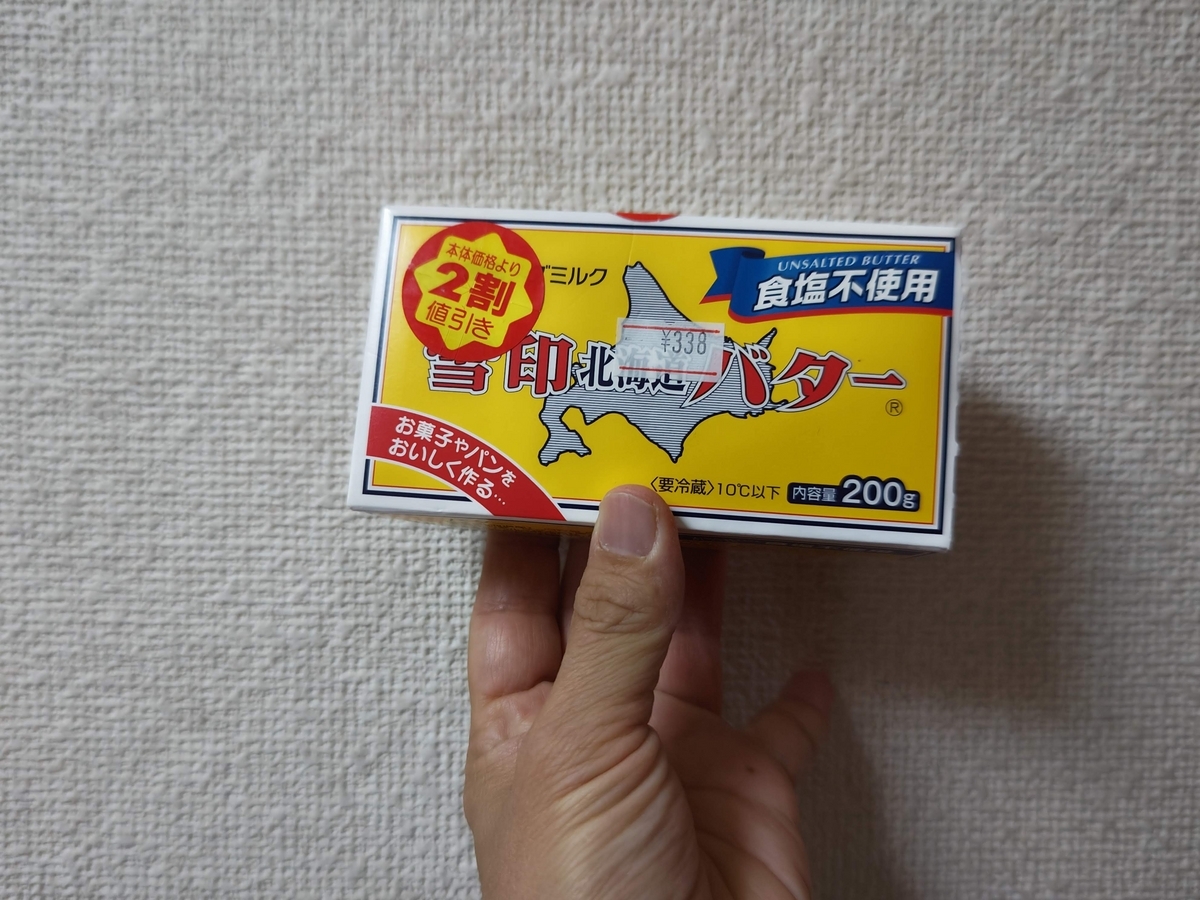 本体価格より
2割
値引き
ミルク
UNSALTED BUTTER
食塩不使用
¥338
雪印北海道バター
®
お菓子やパンを
おいしく作る…
〈要冷蔵〉10℃以下
内容量 200g